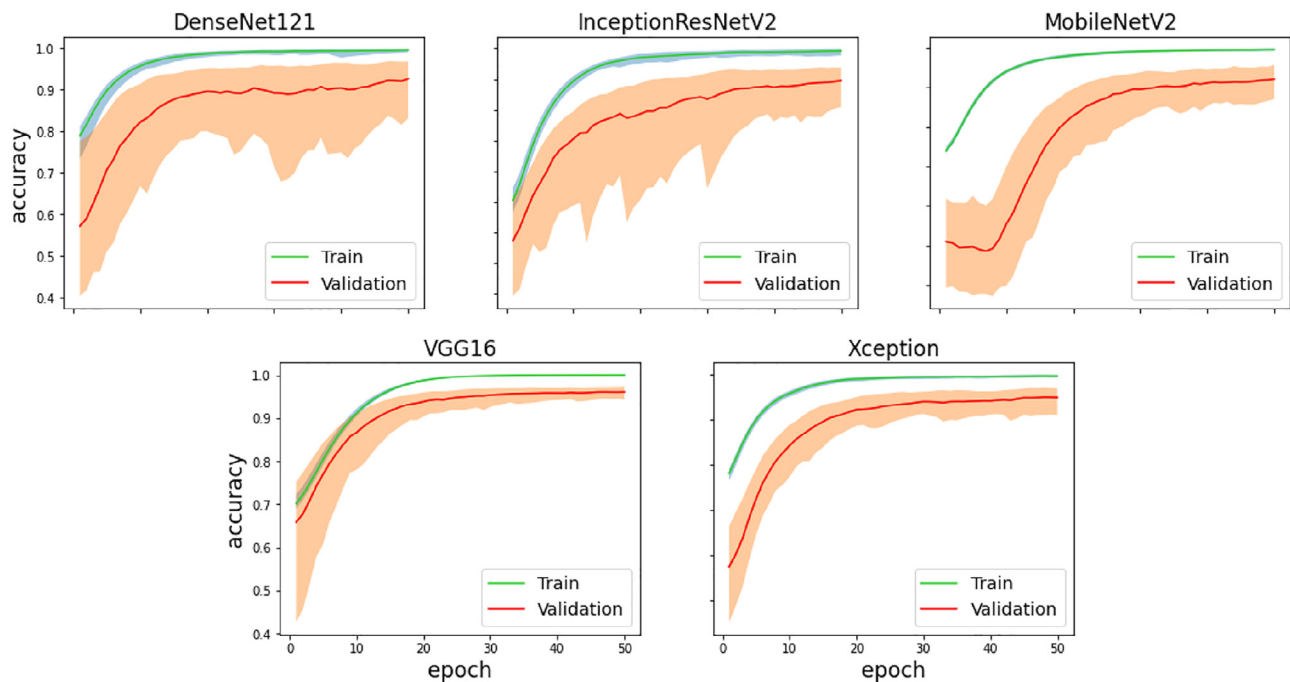 DenseNet121
InceptionResNetV2
MobileNetV2
accuracy
1.0
0.9
0.8
0.7
0.6
0.5
0.4
Train
Validation
Train
Validation
Train
Validation
VGG16
Xception
accuracy
1.0
0.9
0.8
0.7
0.6
0.5
0.4
Train
Validation
Train
Validation
0 10 20 30 40 50
0 10 20 30 40 50
epoch
epoch